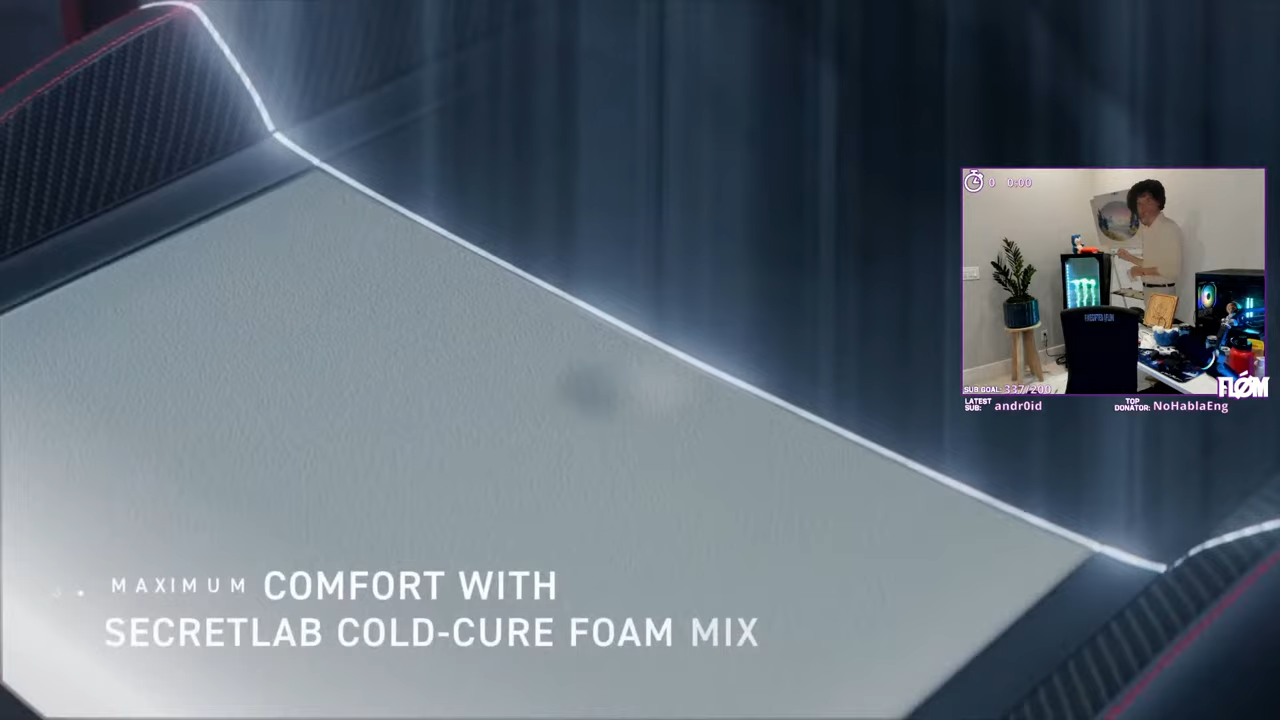 MAXIMUM COMFORT WITH
SECRETLAB COLD-CURE FOAM MIX
0 0:00
SUB GOAL: 337/200
FLØM
LATEST SUB: andr0id
TOP DONATOR: NoHablaEng